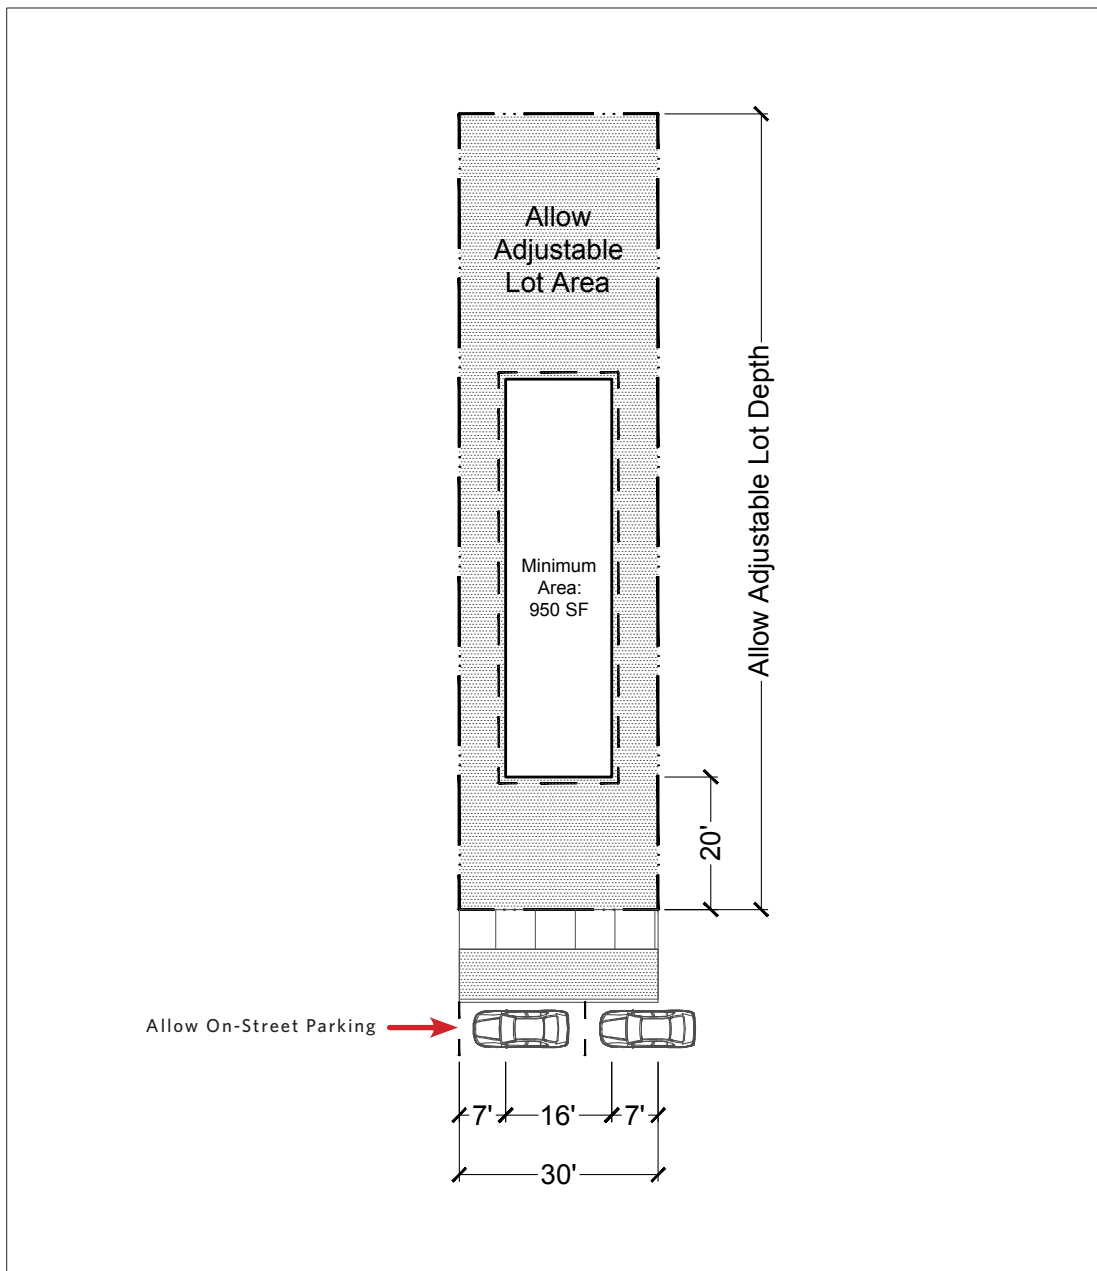 Allow
Adjustable
Lot Area
Allow Adjustable Lot Depth
Minimum
Area:
950 SF
20'
Allow On-Street Parking
7'
16'
7'
30'